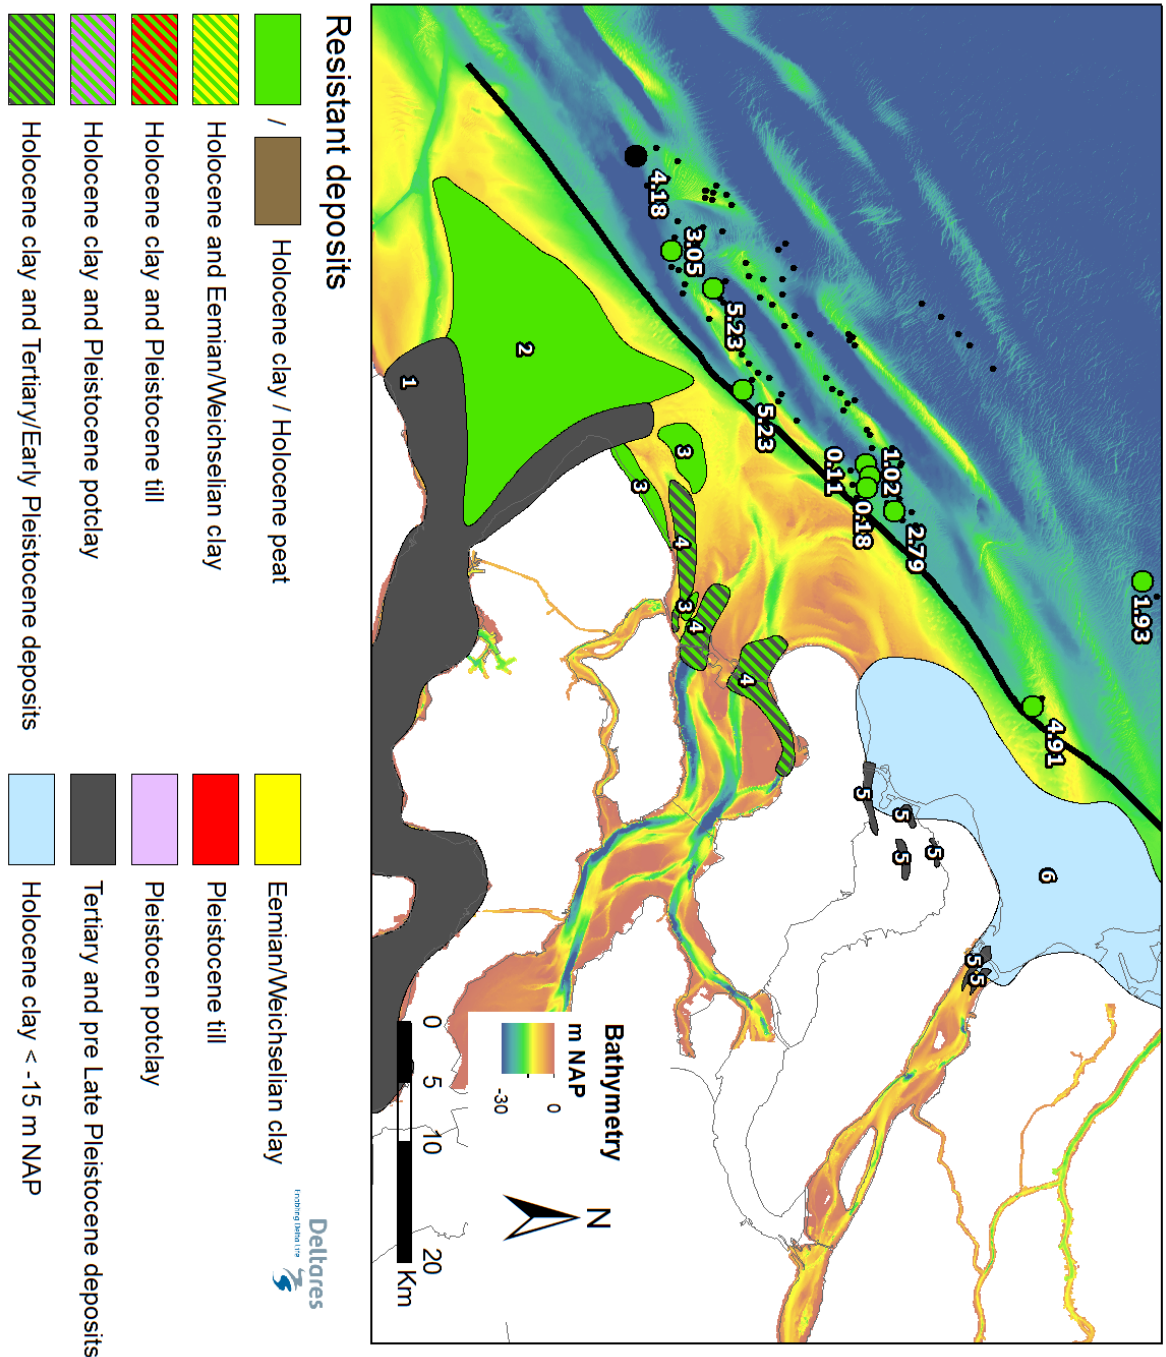 4.18
3.05
5.23
5.23
1.02
0.11
0.18
2.79
1.93
4.91
1
2
3
3
4
3
4
4
5
5
5
5
5
5
6
Bathymetry
m NAP
0
-30
N
0 5 10 20
Km
Resistant deposits
/ Holocene clay / Holocene peat
Holocene and Eemian/Weichselian clay
Holocene clay and Pleistocene till
Holocene clay and Pleistocene potclay
Holocene clay and Tertiary/Early Pleistocene deposits
Eemian/Weichselian clay
Pleistocene till
Pleistocen potclay
Tertiary and pre Late Pleistocene deposits
Holocene clay < -15 m NAP
Deltares
Enabling Delta Life